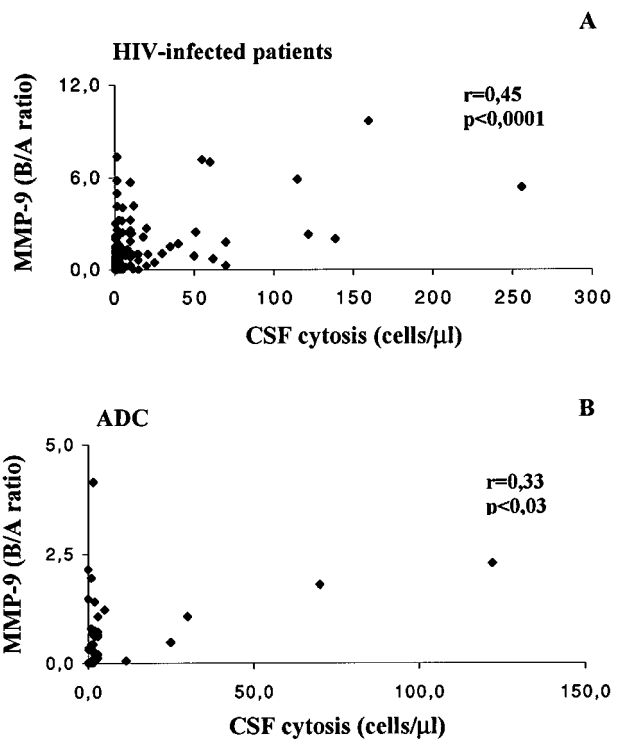 A
HIV-infected patients
r=0,45
p<0,0001
MMP-9 (B/A ratio)
12,0
6,0
0,0
0 50 100 150 200 250 300
CSF cytosis (cells/µl)
B
ADC
r=0,33
p<0,03
MMP-9 (B/A ratio)
5,0
2,5
0,0
0,0 50,0 100,0 150,0
CSF cytosis (cells/µl)